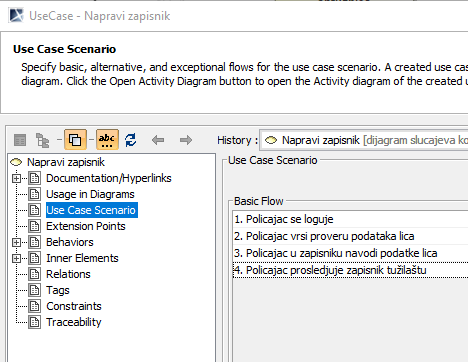 UseCase - Napravi zapisnik
Use Case Scenario
Specify basic, alternative, and exceptional flows for the use case scenario. A created use cas
diagram. Click the Open Activity Diagram button to open the Activity diagram of the created u
abc
History :
Napravi zapisnik [dijagram slucajeva ko
Napravi zapisnik
Documentation/Hyperlinks
Usage in Diagrams
Use Case Scenario
Extension Points
Behaviors
Inner Elements
Relations
Tags
Constraints
Traceability
Use Case Scenario
Basic Flow
1. Policajac se loguje
2. Policajac vrsi proveru podataka lica
3. Policajac u zapisniku navodi podatke lica
4. Policajac prosledjuje zapisnik tužilaštu